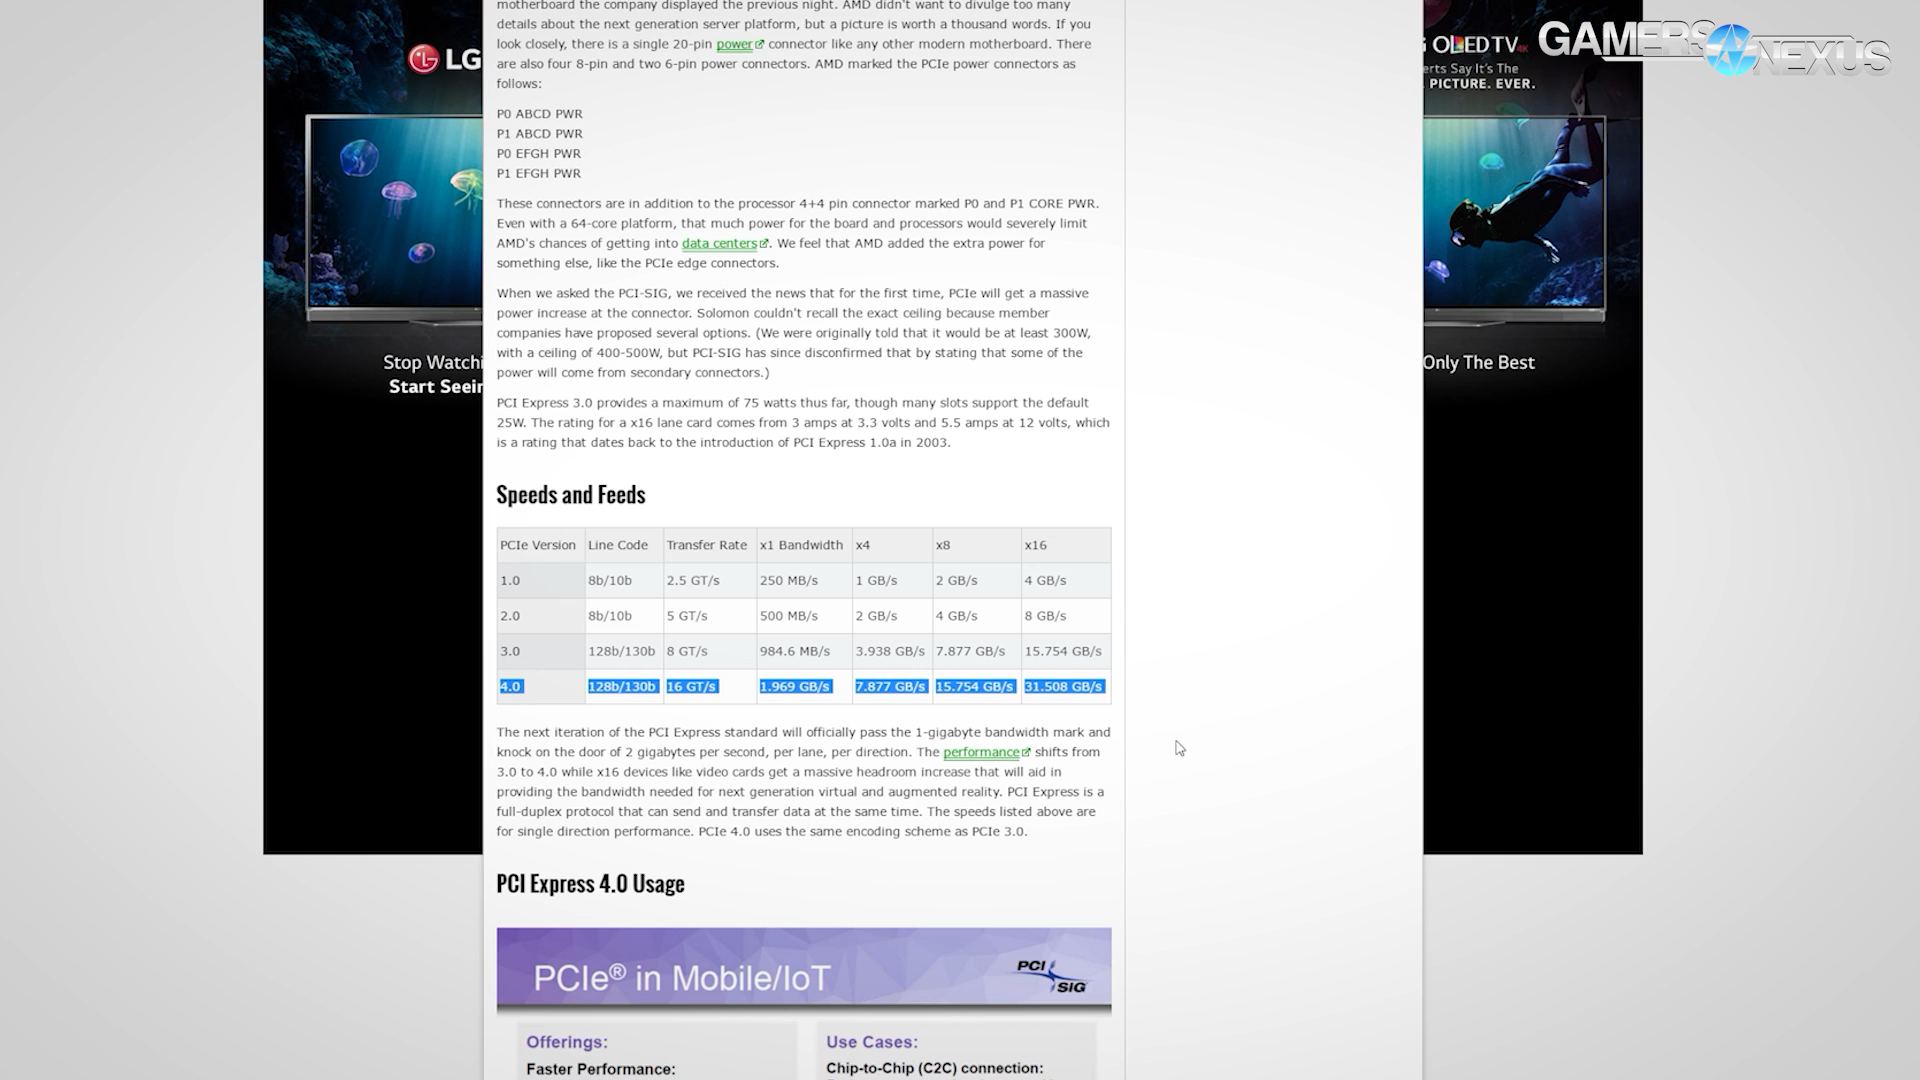 motherboard the company displayed the previous night. AMD didn't want to divulge too many
details about the next generation server platform, but a picture is worth a thousand words. If you
look closely, there is a single 20-pin power connector like any other modern motherboard. There
are also four 8-pin and two 6-pin power connectors. AMD marked the PCIe power connectors as
follows:
P0 ABCD PWR
P1 ABCD PWR
P0 EFGH PWR
P1 EFGH PWR
These connectors are in addition to the processor 4+4 pin connector marked P0 and P1 CORE PWR.
Even with a 64-core platform, that much power for the board and processors would severely limit
AMD's chances of getting into data centers. We feel that AMD added the extra power for
something else, like the PCIe edge connectors.
When we asked the PCI-SIG, we received the news that for the first time, PCIe will get a massive
power increase at the connector. Solomon couldn't recall the exact ceiling because member
companies have proposed several options. (We were originally told that it would be at least 300W,
with a ceiling of 400-500W, but PCI-SIG has since disconfirmed that by stating that some of the
power will come from secondary connectors.)
PCI Express 3.0 provides a maximum of 75 watts thus far, though many slots support the default
25W. The rating for a x16 lane card comes from 3 amps at 3.3 volts and 5.5 amps at 12 volts, which
is a rating that dates back to the introduction of PCI Express 1.0a in 2003.
Speeds and Feeds
PCIe Version Line Code Transfer Rate x1 Bandwidth x4 x8 x16
1.0 8b/10b 2.5 GT/s 250 MB/s 1 GB/s 2 GB/s 4 GB/s
2.0 8b/10b 5 GT/s 500 MB/s 2 GB/s 4 GB/s 8 GB/s
3.0 128b/130b 8 GT/s 984.6 MB/s 3.938 GB/s 7.877 GB/s 15.754 GB/s
4.0 128b/130b 16 GT/s 1.969 GB/s 7.877 GB/s 15.754 GB/s 31.508 GB/s
The next iteration of the PCI Express standard will officially pass the 1-gigabyte bandwidth mark and
knock on the door of 2 gigabytes per second, per lane, per direction. The performance shifts from
3.0 to 4.0 while x16 devices like video cards get a massive headroom increase that will aid in
providing the bandwidth needed for next generation virtual and augmented reality. PCI Express is a
full-duplex protocol that can send and transfer data at the same time. The speeds listed above are
for single direction performance. PCIe 4.0 uses the same encoding scheme as PCIe 3.0.
PCI Express 4.0 Usage
PCIe® in Mobile/IoT
PCI
SIG
Offerings:
Faster Performance:
Use Cases:
Chip-to-Chip (C2C) connection:
LG
Stop Watchi
Start Seein
OLED TV 4K
erts Say It's The
PICTURE. EVER.
Only The Best
GAMERS
NEXUS